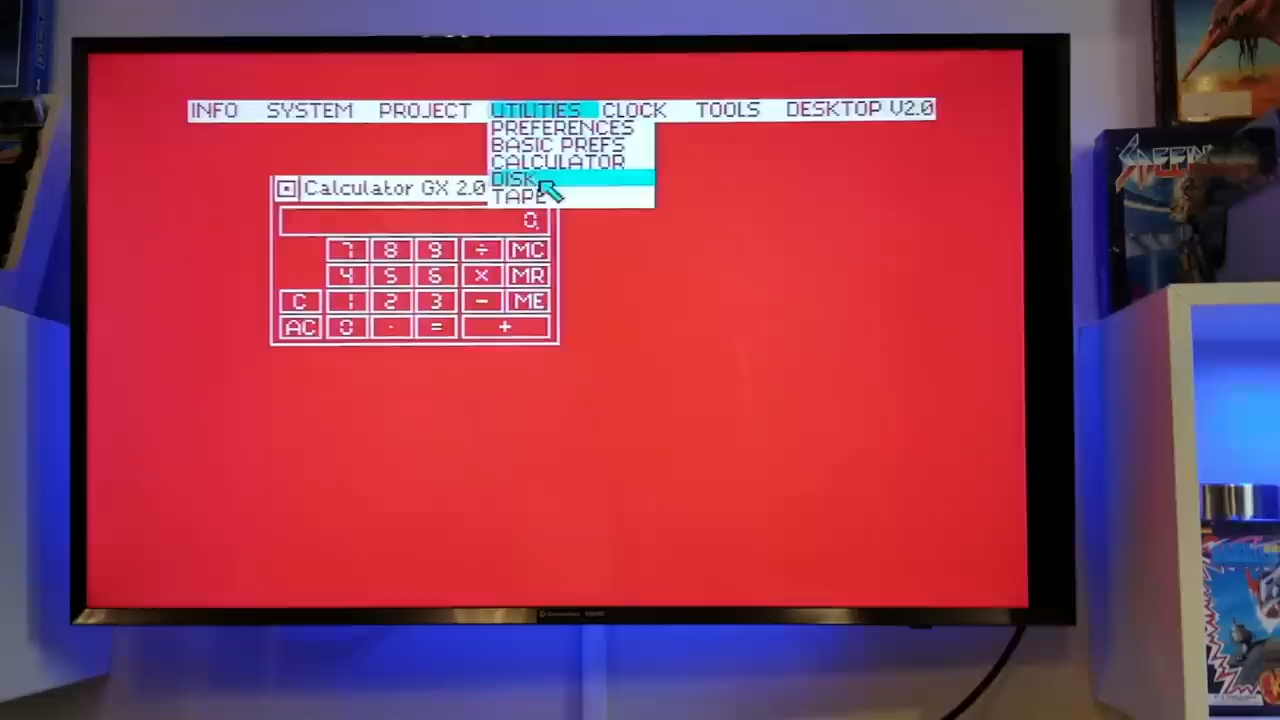 INFO SYSTEM PROJECT UTILITIES CLOCK TOOLS DESKTOP V2.0
PREFERENCES
BASIC PREFS
CALCULATOR
DISK
TAPE
Calculator GX 2.0
0.
7 8 9 ÷ MC
4 5 6 × MR
C 1 2 3 - ME
AC 0 . = +